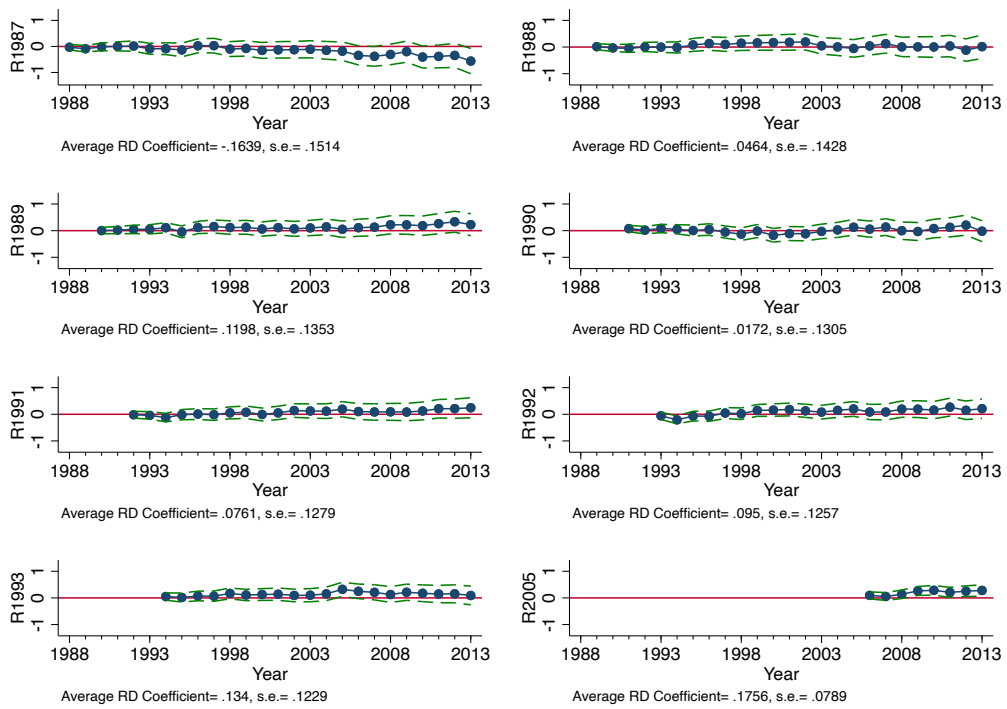 R1987
1
0
-1
1988 1993 1998 2003 2008 2013
Year
Average RD Coefficient= -.1639, s.e.= .1514
R1988
1
0
-1
1988 1993 1998 2003 2008 2013
Year
Average RD Coefficient= .0464, s.e.= .1428
R1989
1
0
-1
1988 1993 1998 2003 2008 2013
Year
Average RD Coefficient= .1198, s.e.= .1353
R1990
1
0
-1
1988 1993 1998 2003 2008 2013
Year
Average RD Coefficient= .0172, s.e.= .1305
R1991
1
0
-1
1988 1993 1998 2003 2008 2013
Year
Average RD Coefficient= .0761, s.e.= .1279
R1992
1
0
-1
1988 1993 1998 2003 2008 2013
Year
Average RD Coefficient= .095, s.e.= .1257
R1993
1
0
-1
1988 1993 1998 2003 2008 2013
Year
Average RD Coefficient= .134, s.e.= .1229
R2005
1
0
-1
1988 1993 1998 2003 2008 2013
Year
Average RD Coefficient= .1756, s.e.= .0789